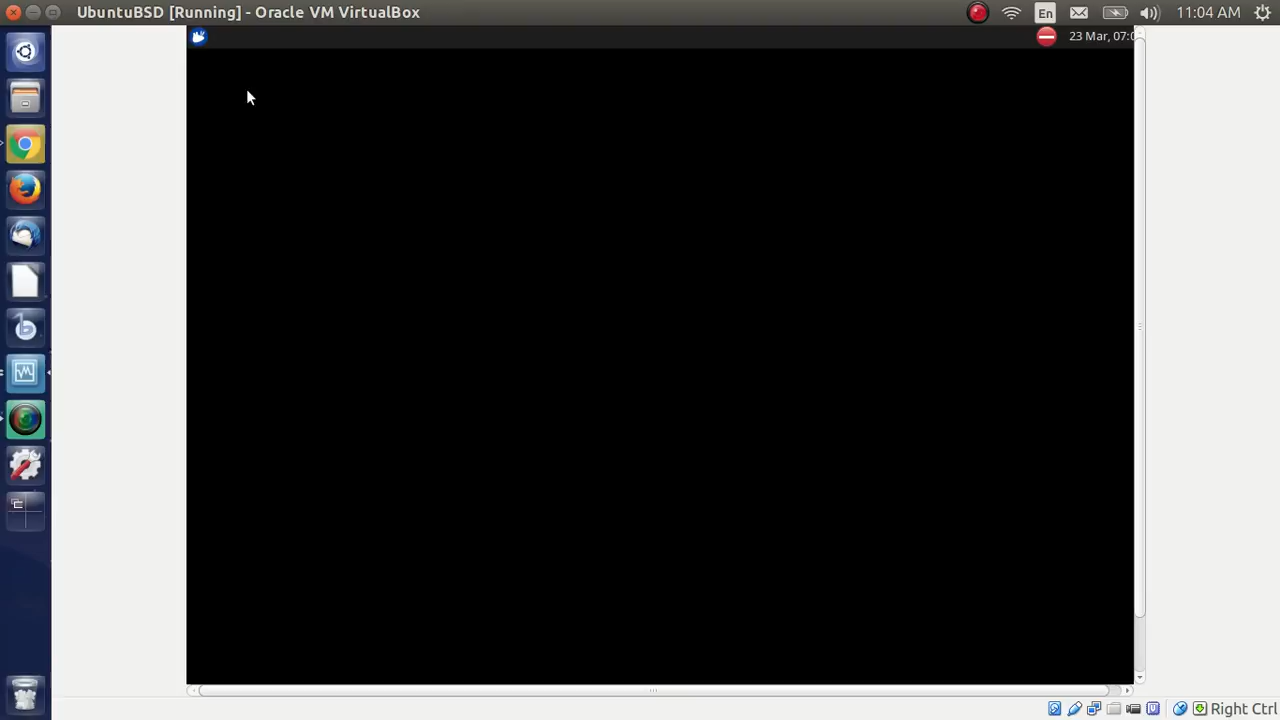 UbuntuBSD [Running] - Oracle VM VirtualBox
En
11:04 AM
23 Mar, 07:0
Right Ctrl